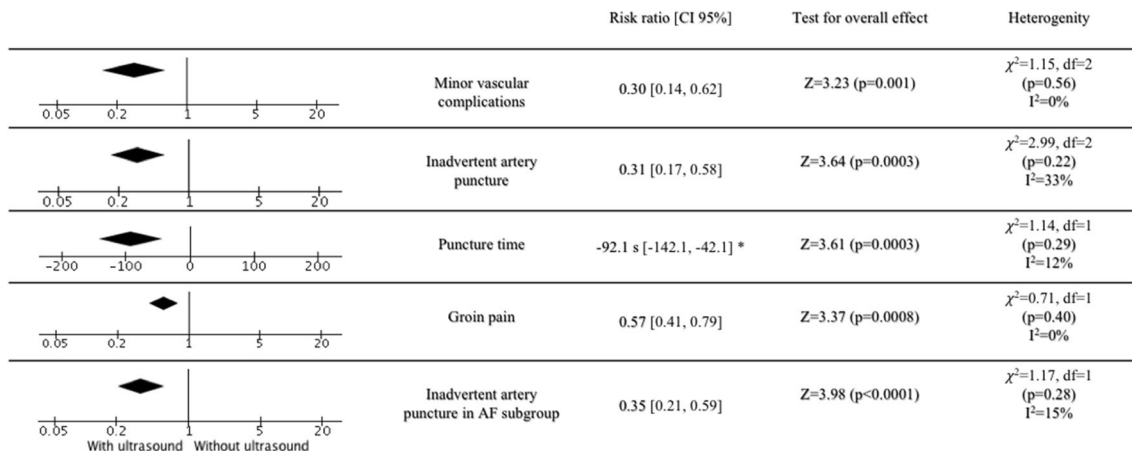 Risk ratio [CI 95%] Test for overall effect Heterogenity
Minor vascular
complications
0.30 [0.14, 0.62]
Z=3.23 (p=0.001)
χ²=1.15, df=2
(p=0.56)
I²=0%
0.05 0.2 1 5 20
Inadvertent artery
puncture
0.31 [0.17, 0.58]
Z=3.64 (p=0.0003)
χ²=2.99, df=2
(p=0.22)
I²=33%
0.05 0.2 1 5 20
Puncture time
-92.1 s [-142.1, -42.1] *
Z=3.61 (p=0.0003)
χ²=1.14, df=1
(p=0.29)
I²=12%
-200 -100 0 100 200
Groin pain
0.57 [0.41, 0.79]
Z=3.37 (p=0.0008)
χ²=0.71, df=1
(p=0.40)
I²=0%
0.05 0.2 1 5 20
Inadvertent artery
puncture in AF subgroup
0.35 [0.21, 0.59]
Z=3.98 (p<0.0001)
χ²=1.17, df=1
(p=0.28)
I²=15%
0.05 0.2 1 5 20
With ultrasound Without ultrasound